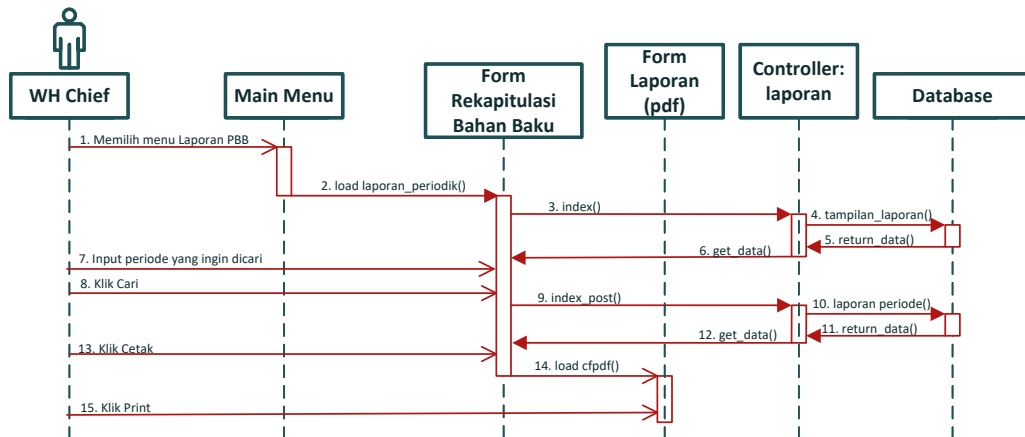 WH Chief
Main Menu
Form
Rekapitulasi
Bahan Baku
Form
Laporan
(pdf)
Controller:
laporan
Database
1. Memilih menu Laporan PBB
2. load laporan_periodik()
3. index()
4. tampilan_laporan()
5. return_data()
6. get_data()
7. Input periode yang ingin dicari
8. Klik Cari
9. index_post()
10. laporan periode()
11. return_data()
12. get_data()
13. Klik Cetak
14. load cfpdf()
15. Klik Print